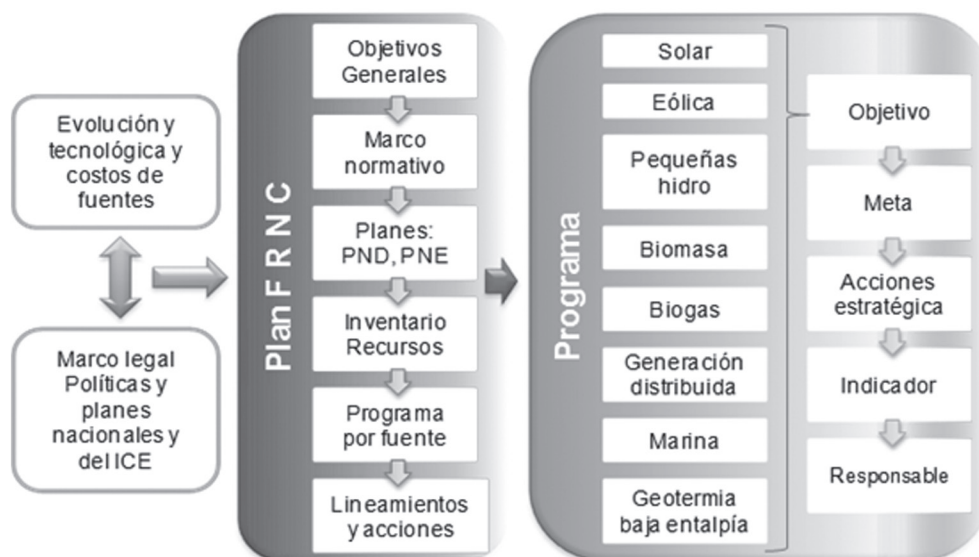 Evolución y
tecnológica y
costos de
fuentes
Marco legal
Políticas y
planes
nacionales y
del ICE
Plan F R N C
Objetivos
Generales
Marco
normativo
Planes:
PND, PNE
Inventario
Recursos
Programa
por fuente
Lineamientos
y acciones
Programa
Solar
Eólica
Pequeñas
hidro
Biomasa
Biogas
Generación
distribuida
Marina
Geotermia
baja entalpía
Objetivo
Meta
Acciones
estratégica
Indicador
Responsable